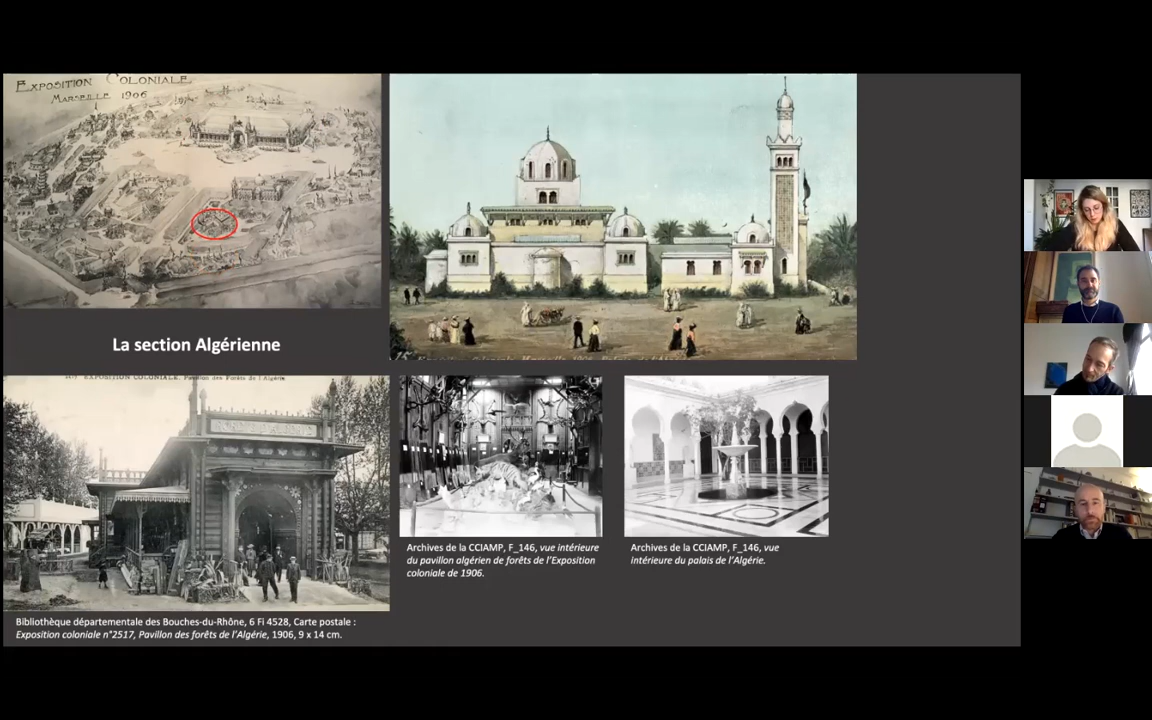 EXPOSITION COLONIALE
MARSEILLE 1906
La section Algérienne
EXPOSITION COLONIALE. Pavillon des Forêts de l'Algérie
Archives de la CCIAMP, F_146, vue intérieure
du pavillon algérien de forêts de l'Exposition
coloniale de 1906.
Archives de la CCIAMP, F_146, vue
intérieure du palais de l'Algérie.
Bibliothèque départementale des Bouches-du-Rhône, 6 Fi 4528, Carte postale :
Exposition coloniale n°2517, Pavillon des forêts de l'Algérie, 1906, 9 x 14 cm.